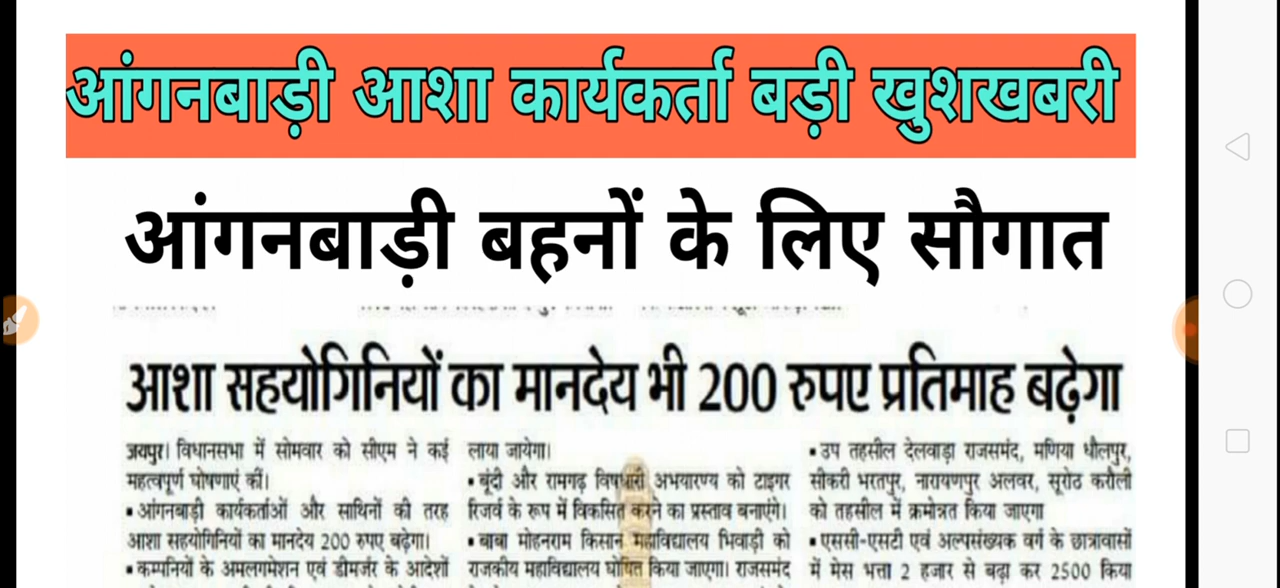 आंगनबाड़ी आशा कार्यकर्ता बड़ी खुशखबरी
आंगनबाड़ी बहनों के लिए सौगात
आशा सहयोगिनियों का मानदेय भी 200 रुपए प्रतिमाह बढ़ेगा
जयपुर। विधानसभा में सोमवार को सीएम ने कई
महत्वपूर्ण घोषणाएं कीं।
▪आंगनबाड़ी कार्यकर्ताओं और साथिनों की तरह
आशा सहयोगिनियों का मानदेय 200 रुपए बढ़ेगा।
▪कम्पनियों के अमलगमेशन एवं डीमर्जर के आदेशों
लाया जायेगा।
▪बूंदी और रामगढ़ विषधारी अभयारण्य को टाइगर
रिजर्व के रूप में विकसित करने का प्रस्ताव बनाएंगे।
▪बाबा मोहनराम किसान महाविद्यालय भिवाड़ी को
राजकीय महाविद्यालय घोषित किया जाएगा। राजसमंद
▪उप तहसील देलवाड़ा राजसमंद, मणिया धौलपुर,
सीकरी भरतपुर, नारायणपुर अलवर, सूरोठ करौली
को तहसील में क्रमोन्नत किया जाएगा
▪एससी-एसटी एवं अल्पसंख्यक वर्ग के छात्रावासों
में मेस भत्ता 2 हजार से बढ़ा कर 2500 किया